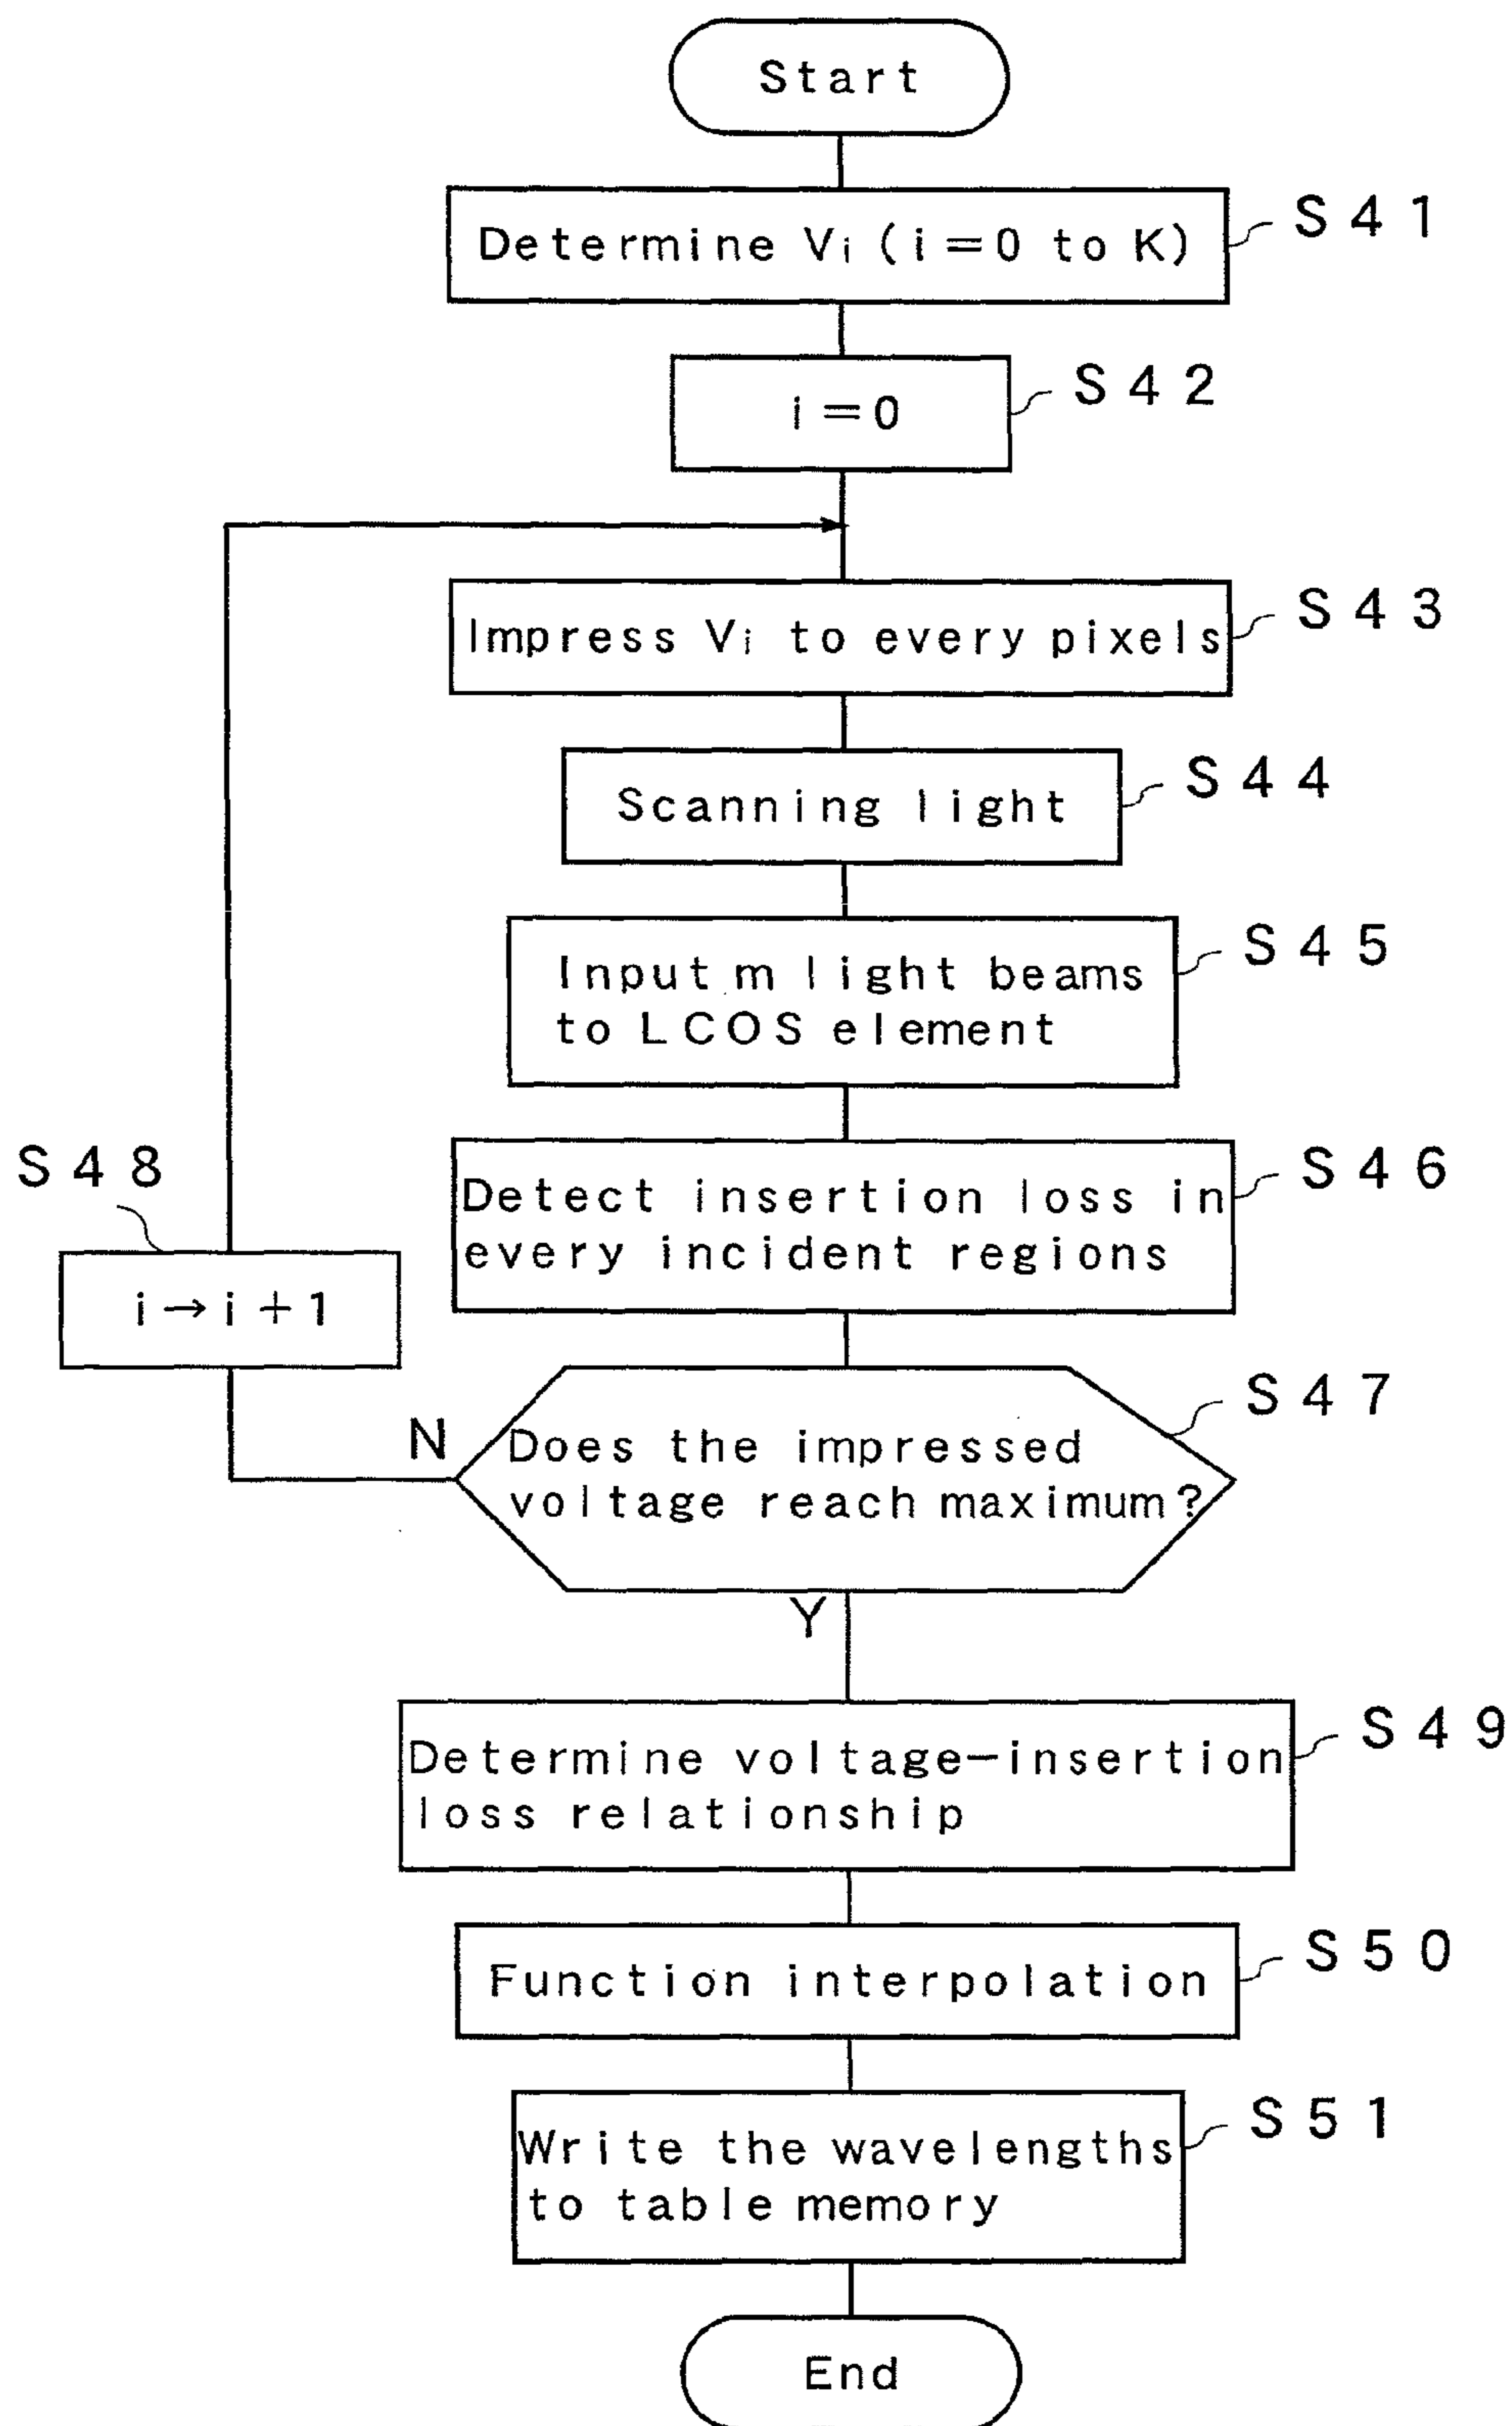 Start
Determine Vi (i=0 to K)
S41
i=0
S42
Impress Vi to every pixels
S43
Scanning light
S44
Input m light beams
to LCOS element
S45
Detect insertion loss in
every incident regions
S46
S48
i→i+1
N
Does the impressed
voltage reach maximum?
S47
Y
Determine voltage-insertion
loss relationship
S49
Function interpolation
S50
Write the wavelengths
to table memory
S51
End